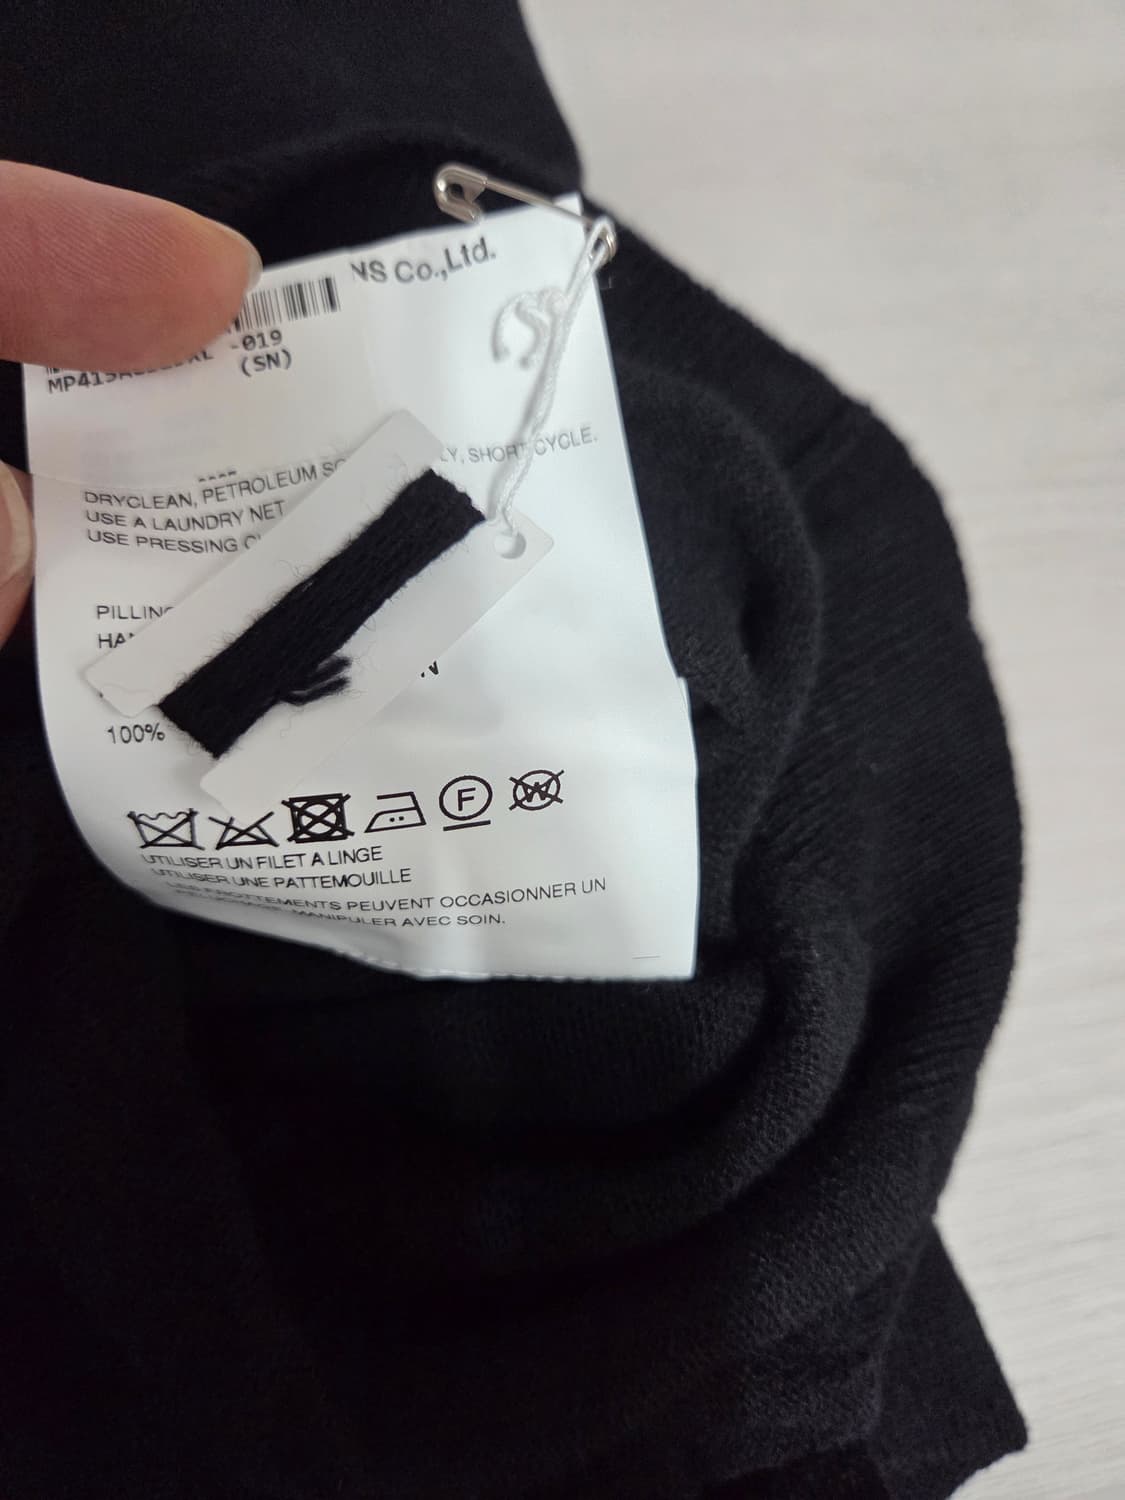 NS Co.,Ltd.
-019
(SN)
LY, SHORT CYCLE.
DRYCLEAN, PETROLEUM
USE A LAUNDRY NET
USE PRESSING
PILLING
100%
F
W
UTILISER UN FILET A LINGE
UTILISER UNE PATTEMOUILLE
LES FROTTEMENTS PEUVENT OCCASIONNER UN
PELUCHAGE. MANIPULER AVEC SOIN.